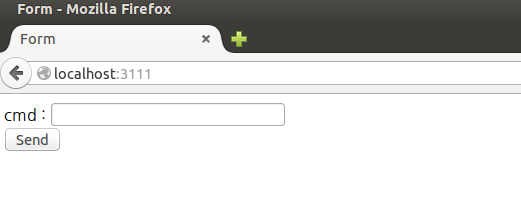 Form - Mozilla Firefox
Form
localhost:3111
cmd :
Send